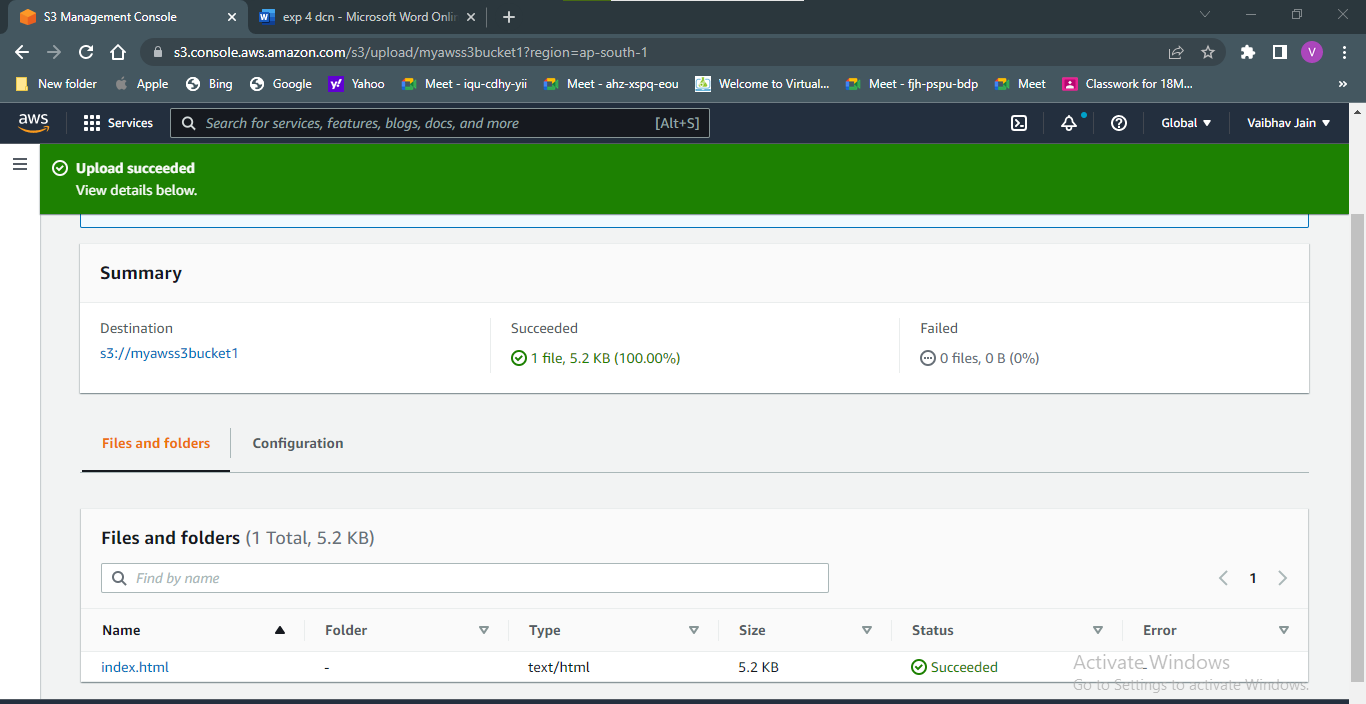 S3 Management Console
exp 4 dcn - Microsoft Word Onlin
s3.console.aws.amazon.com/s3/upload/myawss3bucket1?region=ap-south-1
V
New folder Apple Bing Google Yahoo Meet - iqu-cdhy-yii Meet - ahz-xspq-eou Welcome to Virtual... Meet - fjh-pspu-bdp Meet Classwork for 18M... »
aws Services Search for services, features, blogs, docs, and more [Alt+S] Global Vaibhav Jain
Upload succeeded
View details below.
Summary
Destination Succeeded Failed
s3://myawss3bucket1 1 file, 5.2 KB (100.00%) 0 files, 0 B (0%)
Files and folders Configuration
Files and folders (1 Total, 5.2 KB)
Find by name 1
Name Folder Type Size Status Error
index.html - text/html 5.2 KB Succeeded -
Activate Windows
Go to Settings to activate Windows.